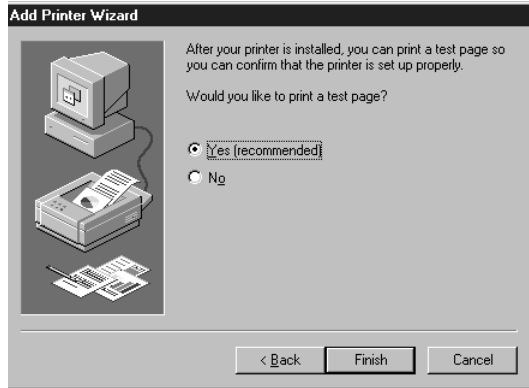 Add Printer Wizard
After your printer is installed, you can print a test page so
you can confirm that the printer is set up properly.
Would you like to print a test page?
Yes (recommended)
No
< Back
Finish
Cancel